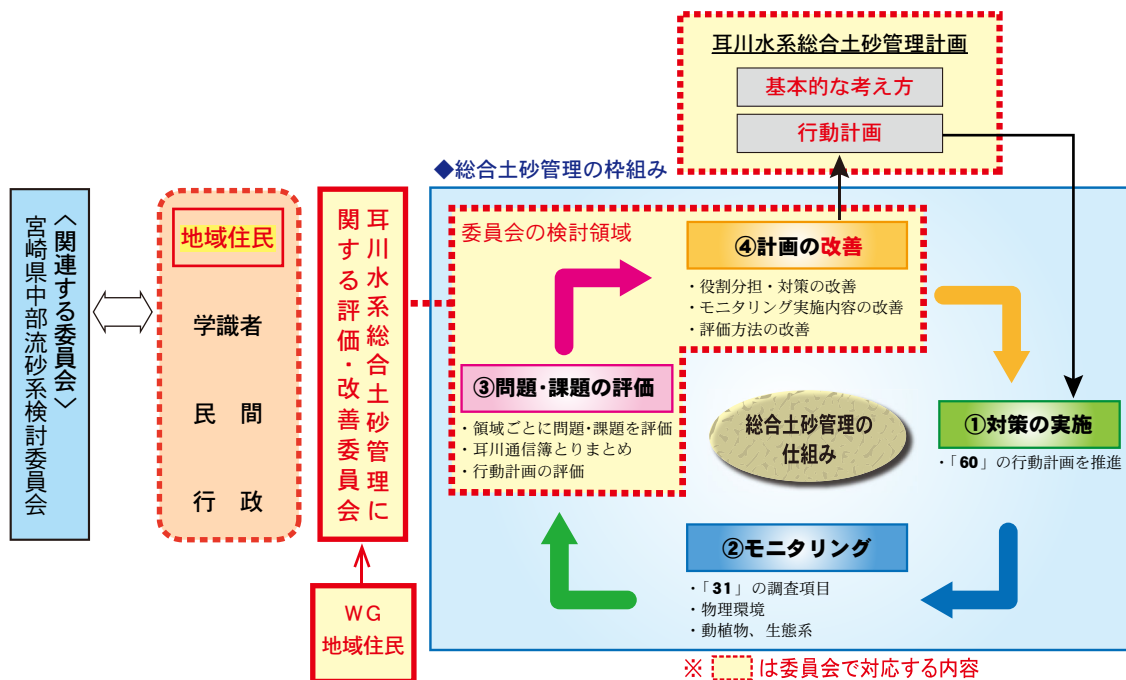 耳川水系総合土砂管理計画
基本的な考え方
行動計画
◆総合土砂管理の枠組み
〈関連する委員会〉
宮崎県中部流砂系検討委員会
地域住民
学識者
民 間
行 政
耳川水系総合土砂管理に
関する評価・改善委員会
WG
地域住民
委員会の検討領域
④計画の改善
・役割分担・対策の改善
・モニタリング実施内容の改善
・評価方法の改善
③問題・課題の評価
・領域ごとに問題・課題を評価
・耳川通信簿とりまとめ
・行動計画の評価
総合土砂管理の
仕組み
①対策の実施
・「60」の行動計画を推進
②モニタリング
・「31」の調査項目
・物理環境
・動植物、生態系
※ は委員会で対応する内容